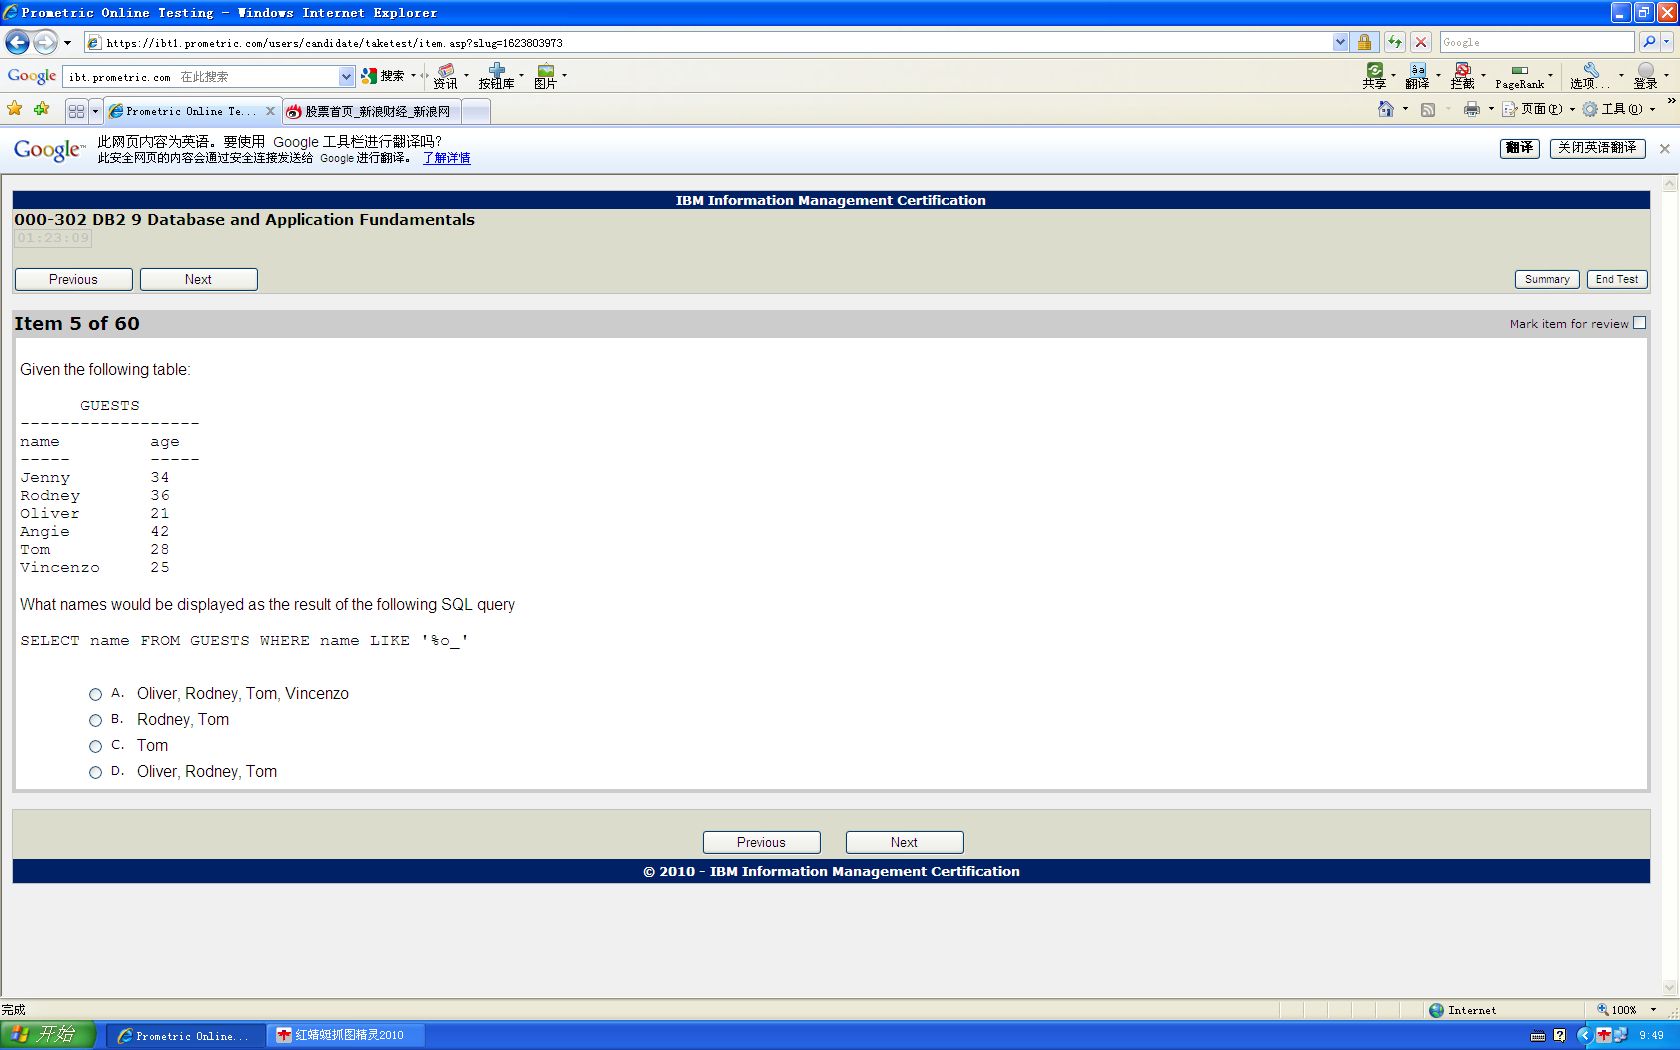 Prometric Online Testing - Windows Internet Explorer
https://ibt1.prometric.com/users/candidate/taketest/item.asp?slug=1623803973
Google
Google ibt.prometric.com 在此搜索 搜索 资讯 按钮库 图片 共享 翻译 拦截 PageRank 选项... 登录
Prometric Online Te... 股票首页_新浪财经_新浪网 页面(P) 工具(O) »
Google™ 此网页内容为英语。要使用 Google 工具栏进行翻译吗?
此安全网页的内容会通过安全连接发送给 Google 进行翻译。 了解详情
翻译 关闭英语翻译
IBM Information Management Certification
000-302 DB2 9 Database and Application Fundamentals
01:23:09
Previous Next Summary End Test
Item 5 of 60 Mark item for review
Given the following table:
GUESTS
------------------
name age
----- -----
Jenny 34
Rodney 36
Oliver 21
Angie 42
Tom 28
Vincenzo 25
What names would be displayed as the result of the following SQL query
SELECT name FROM GUESTS WHERE name LIKE '%o_'
A. Oliver, Rodney, Tom, Vincenzo
B. Rodney, Tom
C. Tom
D. Oliver, Rodney, Tom
Previous Next
© 2010 - IBM Information Management Certification
完成 Internet 100%
开始 Prometric Online... 红蜻蜓抓图精灵2010 9:49